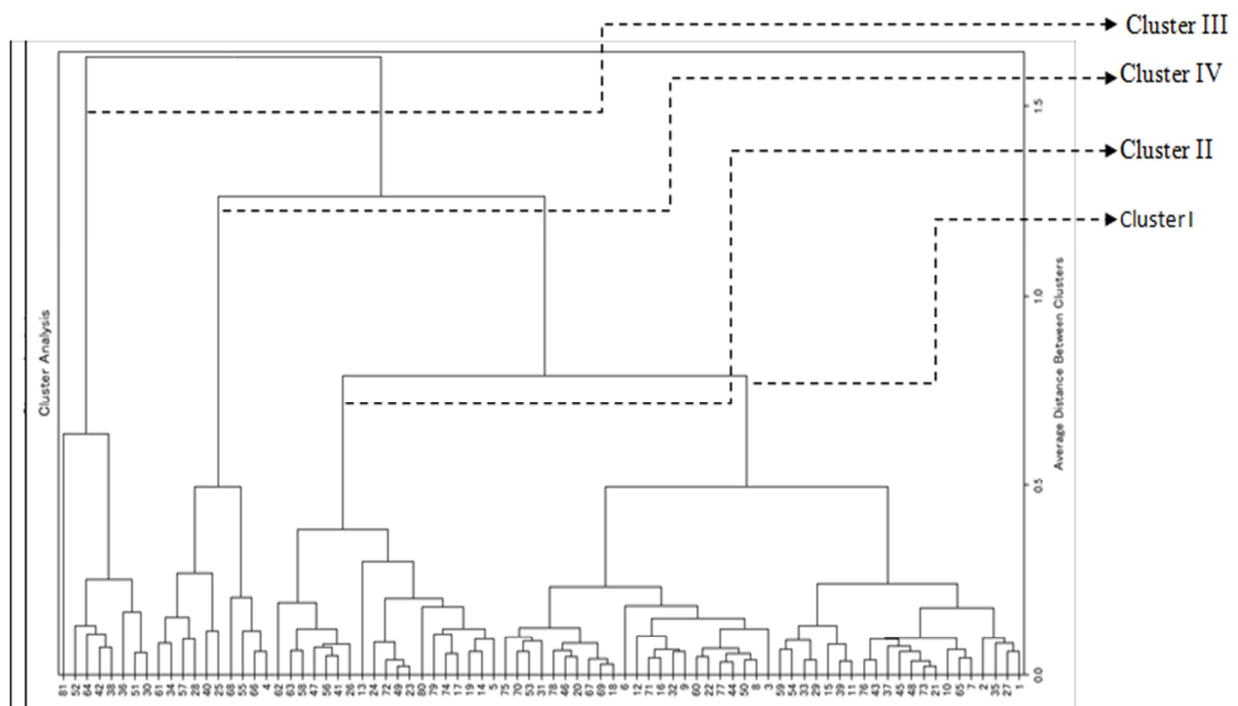 Cluster III
Cluster IV
Cluster II
Cluster I
Cluster Analysis
Average Distance Between Clusters
1.5
1.0
0.5
0.0
81 52 64 42 38 36 51 30 61 34 57 28 40 25 68 55 66 4 62 63 58 47 56 41 26 13 24 72 49 23 80 79 74 17 19 14 5 75 70 53 31 78 46 20 67 69 18 6 12 71 16 32 9 60 22 77 44 50 8 3 59 54 33 29 15 39 11 76 43 37 45 48 73 21 10 65 7 2 35 27 1